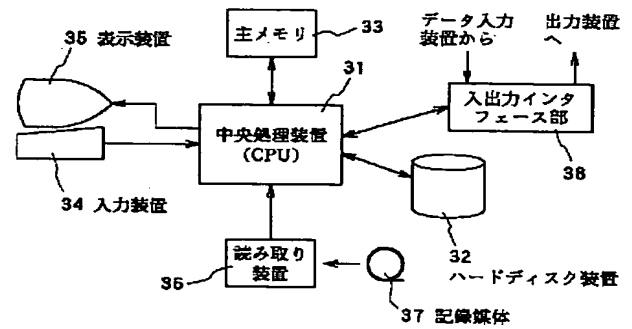 35 表示装置
主メモリ
33
データ入力
装置から
出力装置
へ
31
中央処理装置
(CPU)
入出力インタ
フェース部
38
34 入力装置
32
ハードディスク装置
読み取り
装置
36
37 記録媒体